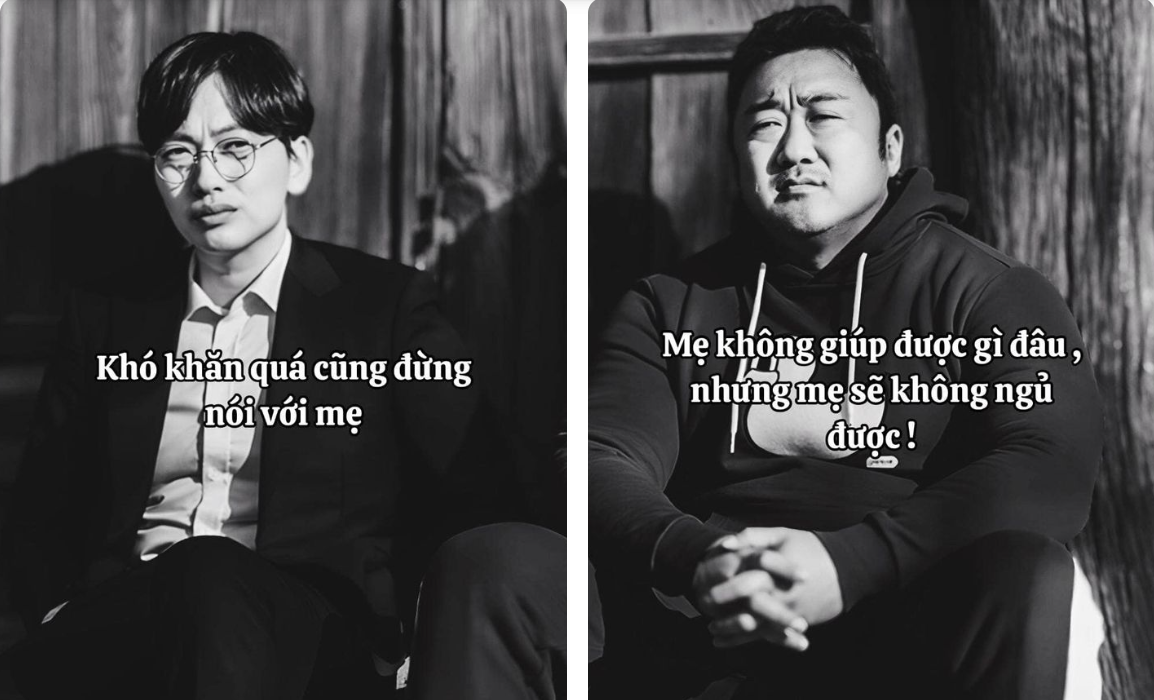 Khó khăn quá cũng đừng
nói với mẹ
Mẹ không giúp được gì đâu ,
nhưng mẹ sẽ không ngủ
được !